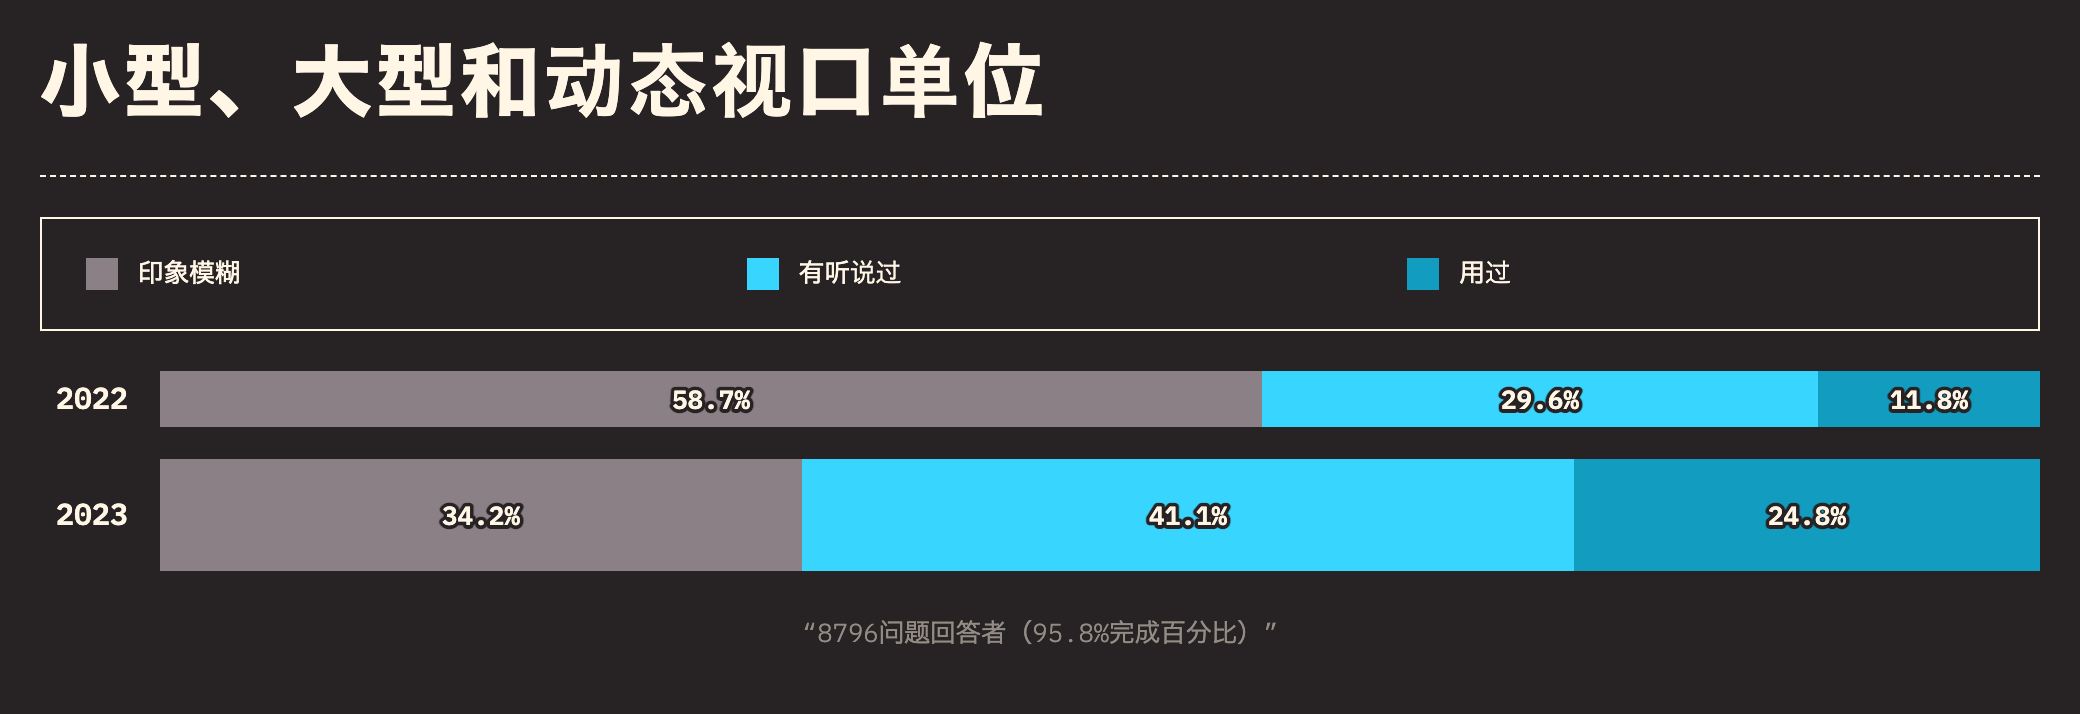 小型、大型和动态视口单位
印象模糊 有听说过 用过
2022 58.7% 29.6% 11.8%
2023 34.2% 41.1% 24.8%
“8796问题回答者（95.8%完成百分比）”